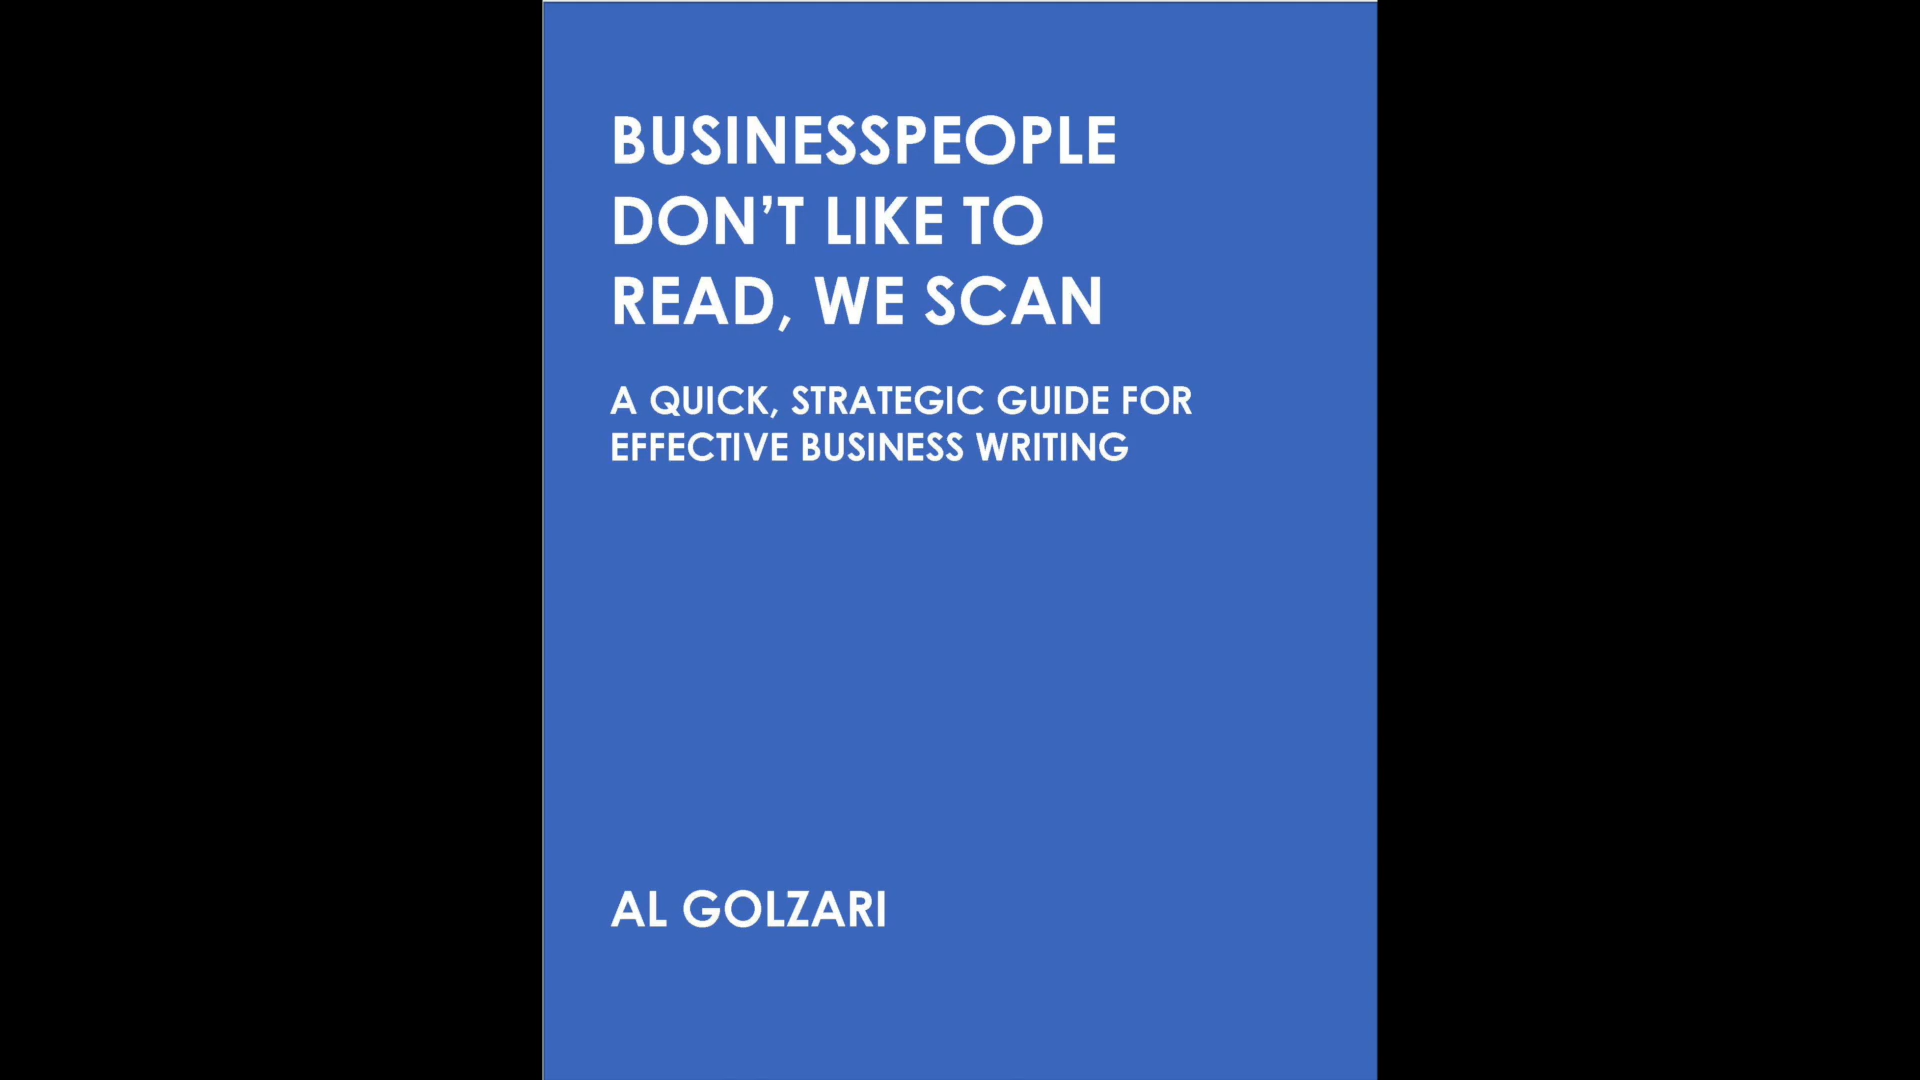 BUSINESSPEOPLE
DON’T LIKE TO
READ, WE SCAN
A QUICK, STRATEGIC GUIDE FOR
EFFECTIVE BUSINESS WRITING
AL GOLZARI